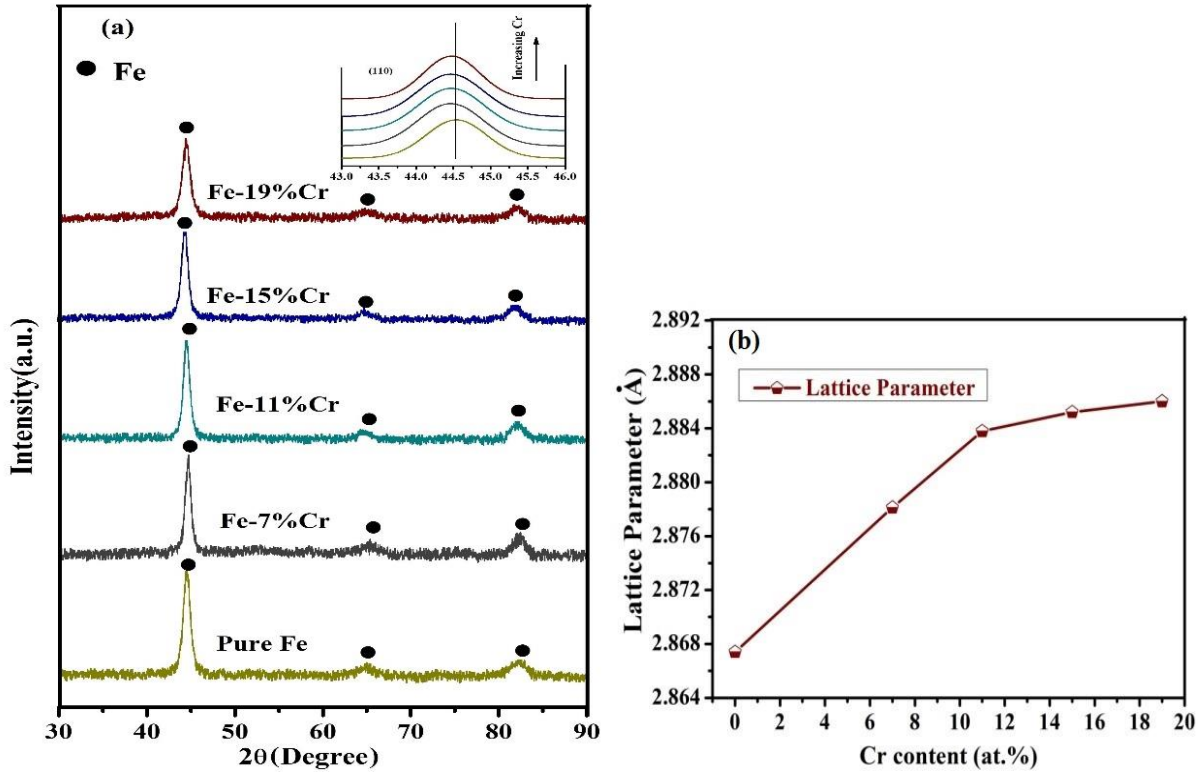 (a)
Fe
(110)
Increasing Cr
43.0 43.5 44.0 44.5 45.0 45.5 46.0
Fe-19%Cr
Fe-15%Cr
Fe-11%Cr
Fe-7%Cr
Pure Fe
Intensity(a.u.)
30 40 50 60 70 80 90
2θ(Degree)
(b)
Lattice Parameter
Lattice Parameter (Å)
2.892
2.888
2.884
2.880
2.876
2.872
2.868
2.864
0 2 4 6 8 10 12 14 16 18 20
Cr content (at.%)